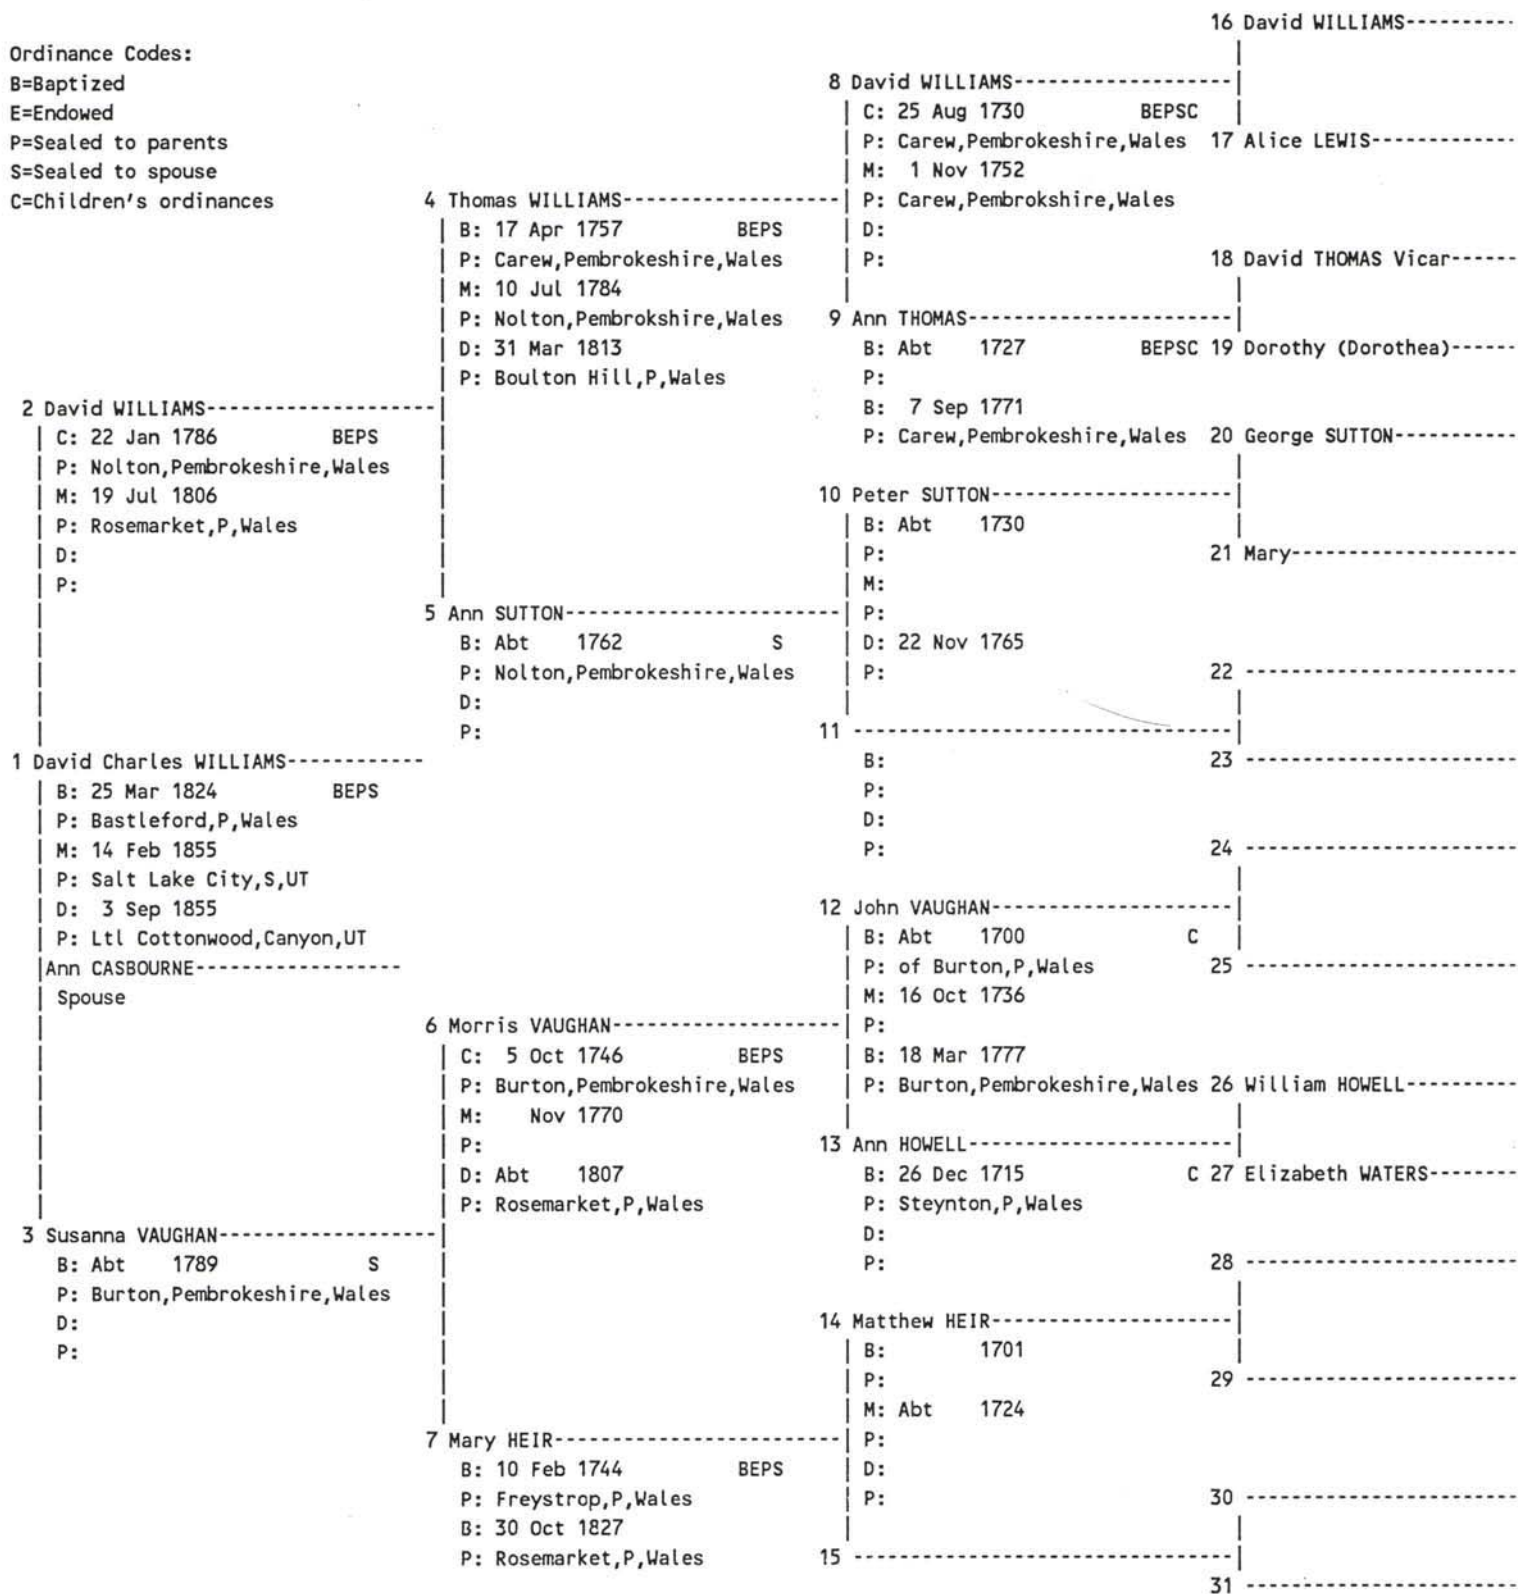 Ordinance Codes:
B=Baptized
E=Endowed
P=Sealed to parents
S=Sealed to spouse
C=Children's ordinances
1 David Charles WILLIAMS
B: 25 Mar 1824 BEPS
P: Bastleford,P,Wales
M: 14 Feb 1855
P: Salt Lake City,S,UT
D: 3 Sep 1855
P: Ltl Cottonwood,Canyon,UT
Ann CASBOURNE
Spouse
2 David WILLIAMS
C: 22 Jan 1786 BEPS
P: Nolton,Pembrokeshire,Wales
M: 19 Jul 1806
P: Rosemarket,P,Wales
D:
P:
3 Susanna VAUGHAN
B: Abt 1789 S
P: Burton,Pembrokeshire,Wales
D:
P:
4 Thomas WILLIAMS
B: 17 Apr 1757 BEPS
P: Carew,Pembrokeshire,Wales
M: 10 Jul 1784
P: Nolton,Pembrokshire,Wales
D: 31 Mar 1813
P: Boulton Hill,P,Wales
5 Ann SUTTON
B: Abt 1762 S
P: Nolton,Pembrokeshire,Wales
D:
P:
6 Morris VAUGHAN
C: 5 Oct 1746 BEPS
P: Burton,Pembrokeshire,Wales
M: Nov 1770
P:
D: Abt 1807
P: Rosemarket,P,Wales
7 Mary HEIR
B: 10 Feb 1744 BEPS
P: Freystrop,P,Wales
B: 30 Oct 1827
P: Rosemarket,P,Wales
8 David WILLIAMS
C: 25 Aug 1730 BEPSC
P: Carew,Pembrokeshire,Wales
M: 1 Nov 1752
P: Carew,Pembrokshire,Wales
D:
P:
9 Ann THOMAS
B: Abt 1727 BEPSC
P:
B: 7 Sep 1771
P: Carew,Pembrokeshire,Wales
10 Peter SUTTON
B: Abt 1730
P:
M:
P:
D: 22 Nov 1765
P:
11
B:
P:
D:
P:
12 John VAUGHAN
B: Abt 1700 C
P: of Burton,P,Wales
M: 16 Oct 1736
P:
B: 18 Mar 1777
P: Burton,Pembrokeshire,Wales
13 Ann HOWELL
B: 26 Dec 1715 C
P: Steynton,P,Wales
D:
P:
14 Matthew HEIR
B: 1701
P:
M: Abt 1724
P:
D:
P:
15
16 David WILLIAMS
17 Alice LEWIS
18 David THOMAS Vicar
19 Dorothy (Dorothea)
20 George SUTTON
21 Mary
22
23
24
25
26 William HOWELL
27 Elizabeth WATERS
28
29
30
31